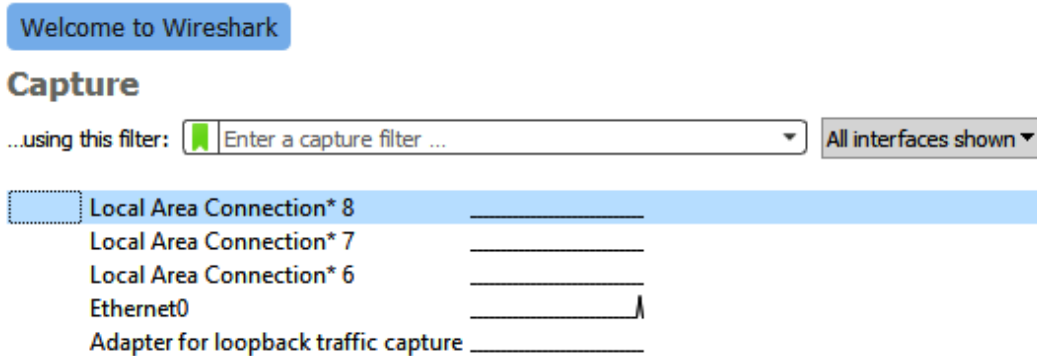 Welcome to Wireshark
Capture
...using this filter: Enter a capture filter ... All interfaces shown
Local Area Connection* 8
Local Area Connection* 7
Local Area Connection* 6
Ethernet0
Adapter for loopback traffic capture